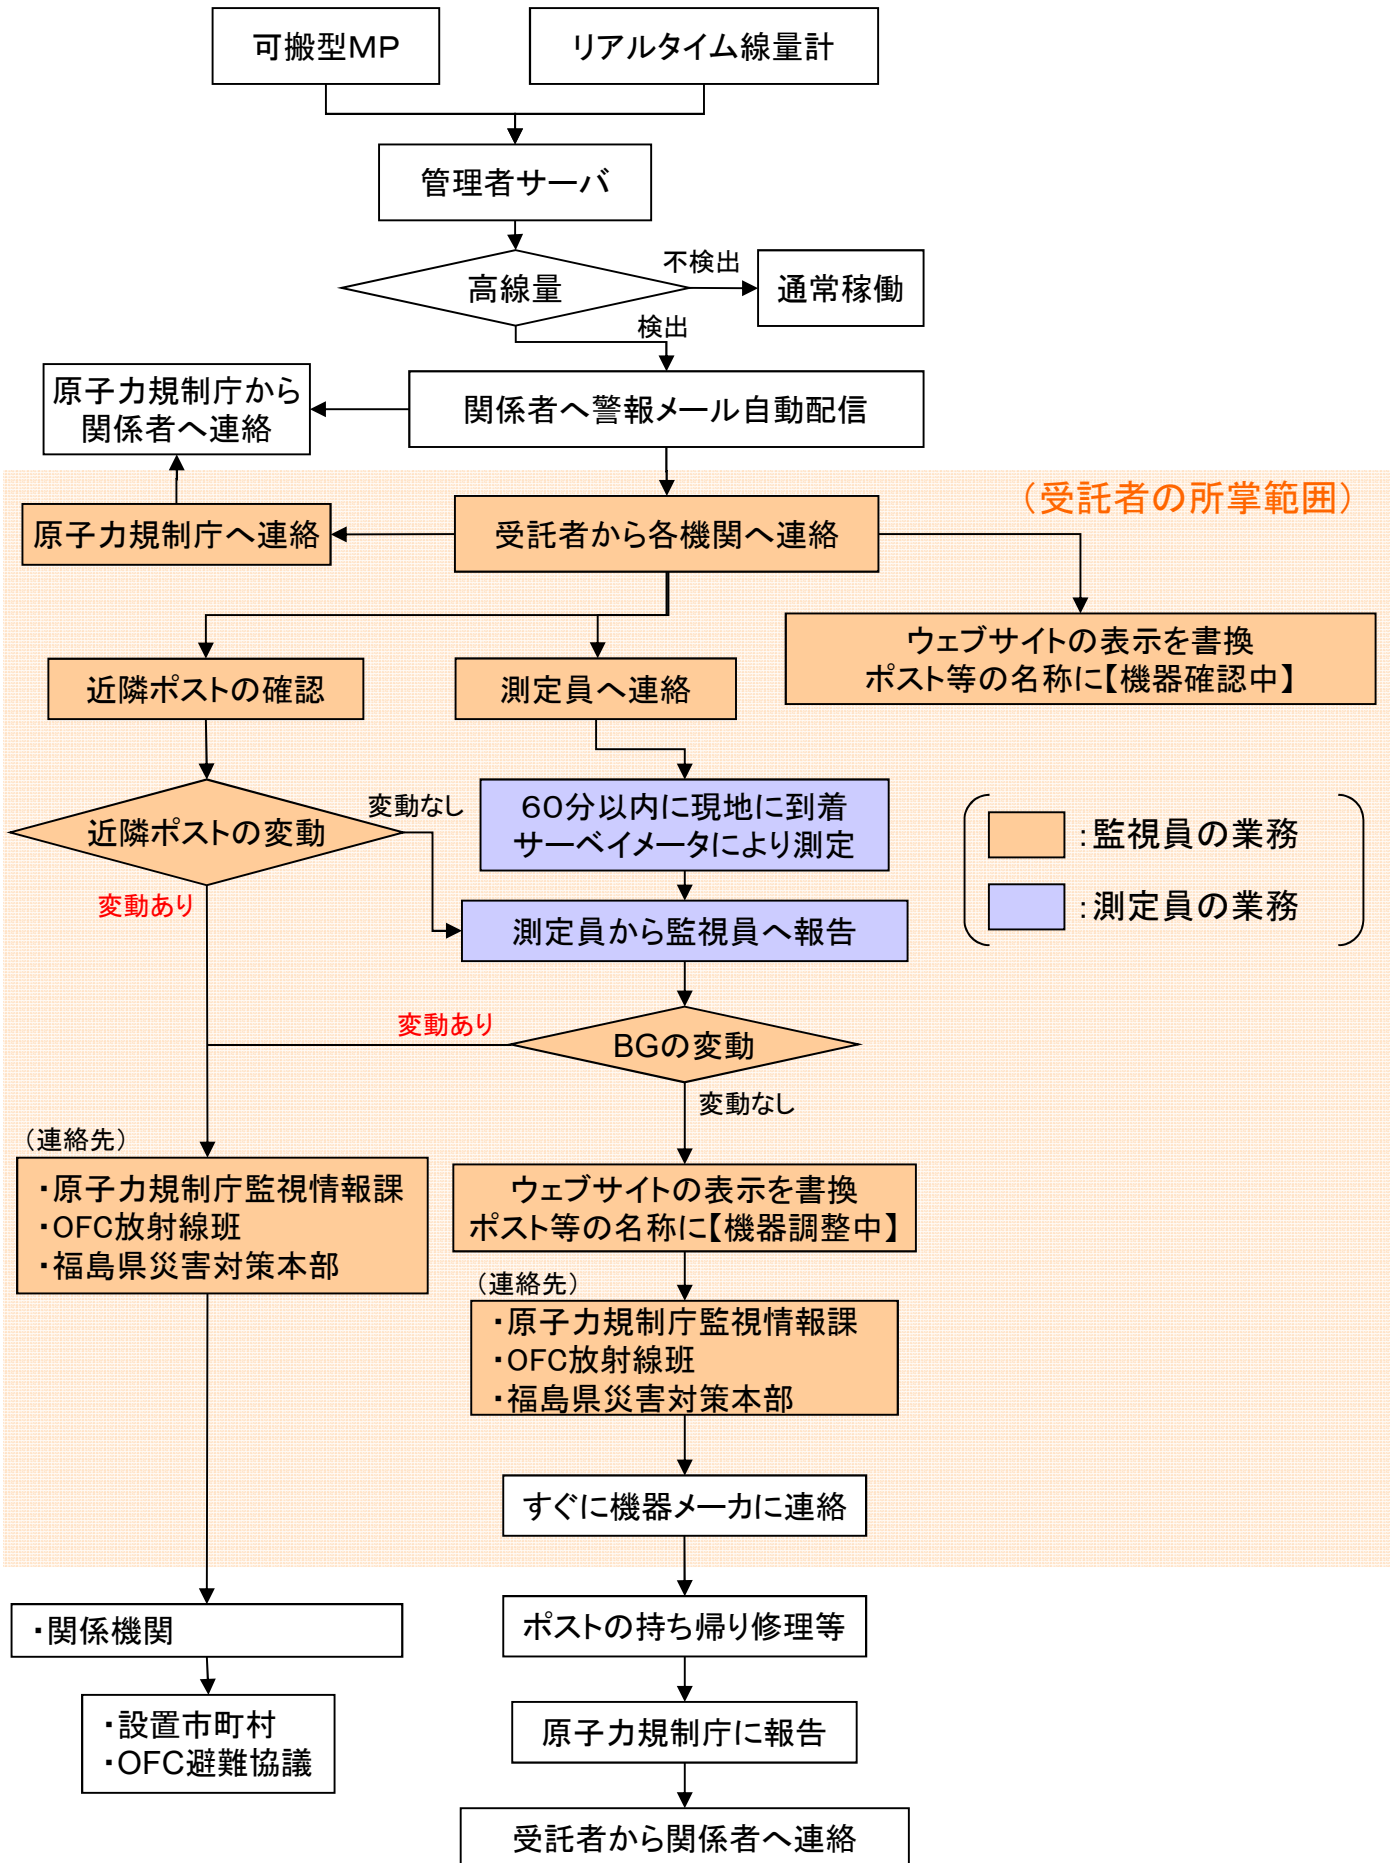 可搬型MP
リアルタイム線量計
管理者サーバ
高線量
不検出
通常稼働
検出
原子力規制庁から
関係者へ連絡
関係者へ警報メール自動配信
（受託者の所掌範囲）
原子力規制庁へ連絡
受託者から各機関へ連絡
ウェブサイトの表示を書換
ポスト等の名称に【機器確認中】
近隣ポストの確認
測定員へ連絡
近隣ポストの変動
変動なし
60分以内に現地に到着
サーベイメータにより測定
：監視員の業務
：測定員の業務
変動あり
測定員から監視員へ報告
変動あり
BGの変動
変動なし
（連絡先）
・原子力規制庁監視情報課
・OFC放射線班
・福島県災害対策本部
ウェブサイトの表示を書換
ポスト等の名称に【機器調整中】
（連絡先）
・原子力規制庁監視情報課
・OFC放射線班
・福島県災害対策本部
すぐに機器メーカに連絡
・関係機関
ポストの持ち帰り修理等
・設置市町村
・OFC避難協議
原子力規制庁に報告
受託者から関係者へ連絡